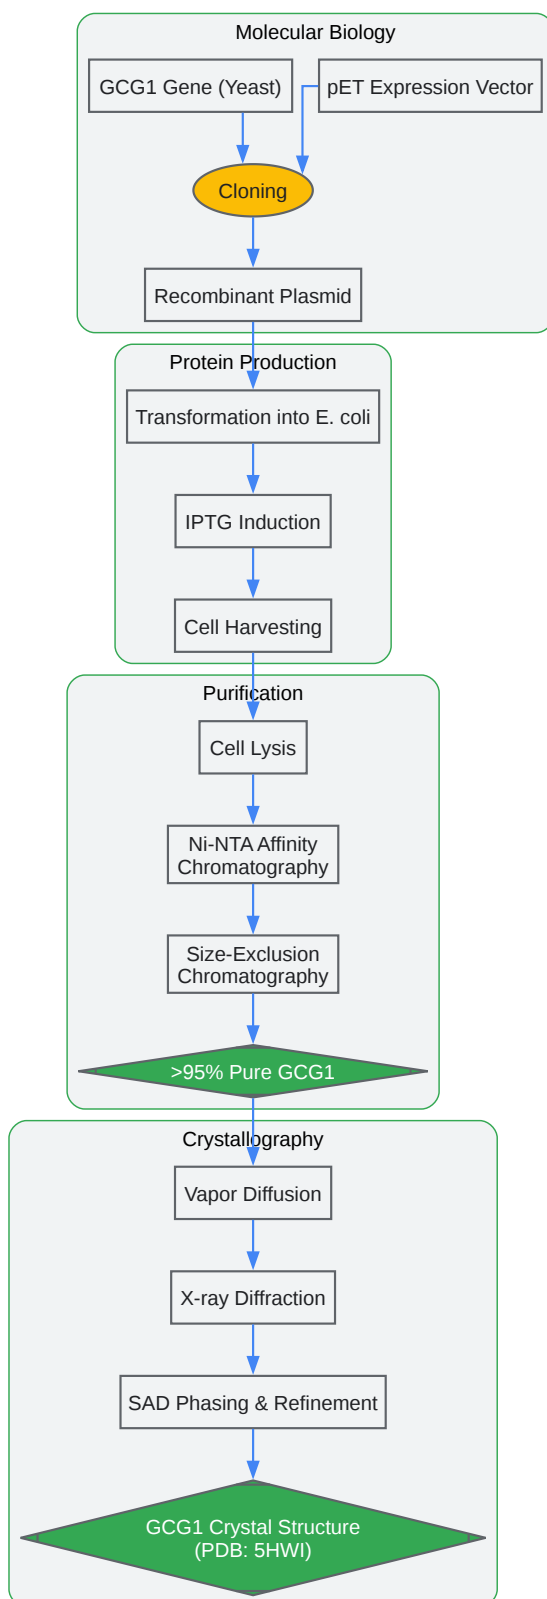 Molecular Biology
GCG1 Gene (Yeast)
pET Expression Vector
Cloning
Recombinant Plasmid
Protein Production
Transformation into E. coli
IPTG Induction
Cell Harvesting
Purification
Cell Lysis
Ni-NTA Affinity
Chromatography
Size-Exclusion
Chromatography
>95% Pure GCG1
Crystallography
Vapor Diffusion
X-ray Diffraction
SAD Phasing & Refinement
GCG1 Crystal Structure
(PDB: 5HWI)